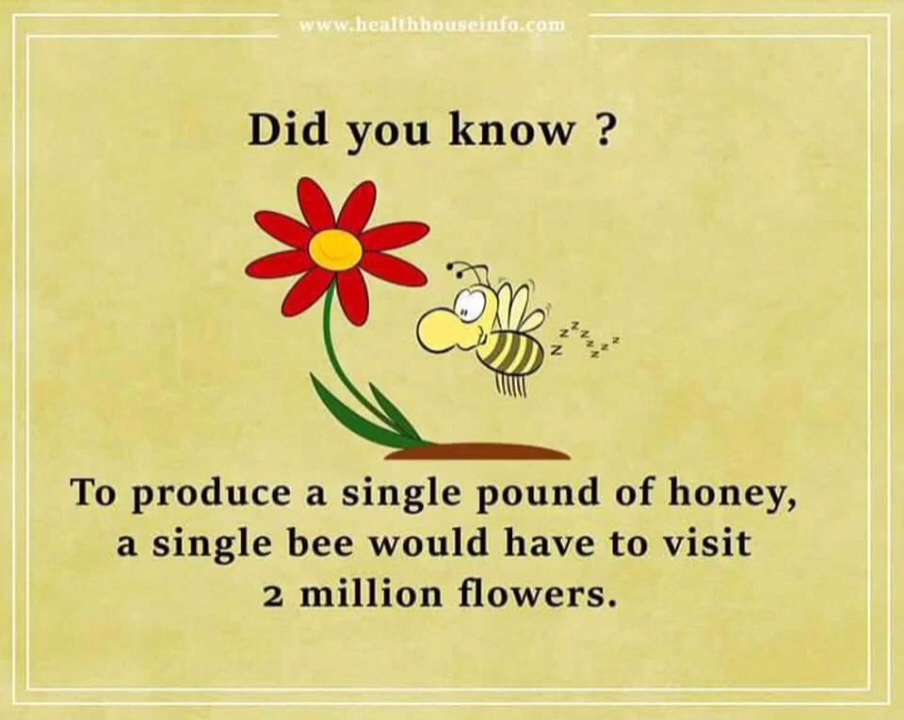 www.healthhouseinfo.com
Did you know ?
z z z z z z z z
To produce a single pound of honey,
a single bee would have to visit
2 million flowers.